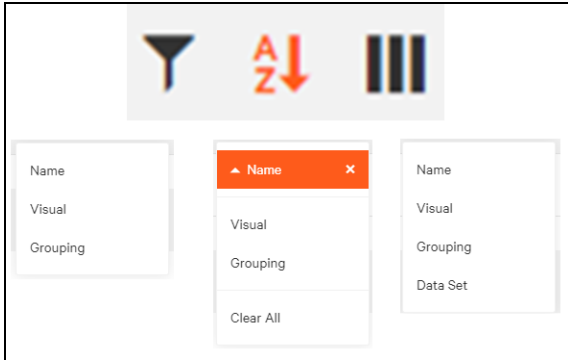 A
Z
Name
Visual
Grouping
Name
Visual
Grouping
Clear All
Name
Visual
Grouping
Data Set